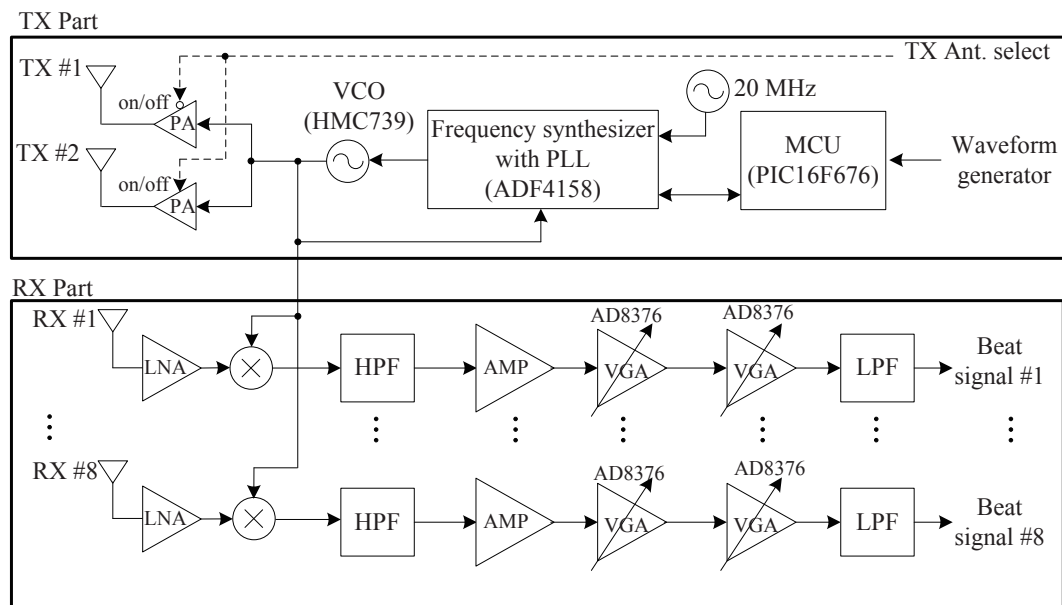 TX Part
TX #1
on/off
PA
TX #2
on/off
PA
VCO
(HMC739)
Frequency synthesizer
with PLL
(ADF4158)
20 MHz
TX Ant. select
MCU
(PIC16F676)
Waveform
generator
RX Part
RX #1
LNA
HPF
AMP
AD8376
VGA
AD8376
VGA
LPF
Beat
signal #1
RX #8
LNA
HPF
AMP
AD8376
VGA
AD8376
VGA
LPF
Beat
signal #8